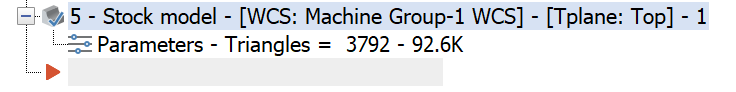 5 - Stock model - [WCS: Machine Group-1 WCS] - [Tplane: Top] - 1
Parameters - Triangles =  3792 - 92.6K